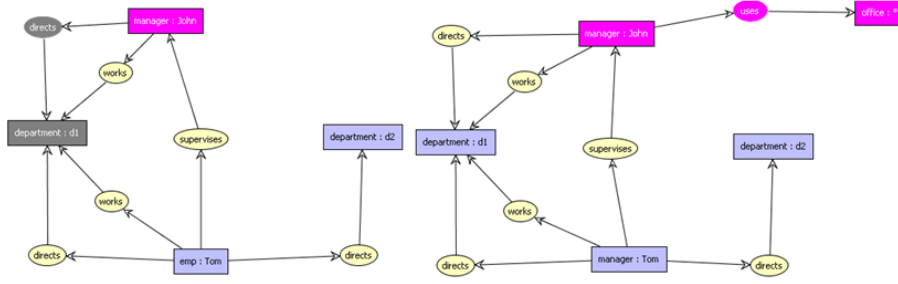 directs
manager : John
works
department : d1
supervises
department : d2
works
directs
emp : Tom
directs
uses
office : *
directs
manager : John
works
department : d1
supervises
department : d2
works
directs
manager : Tom
directs